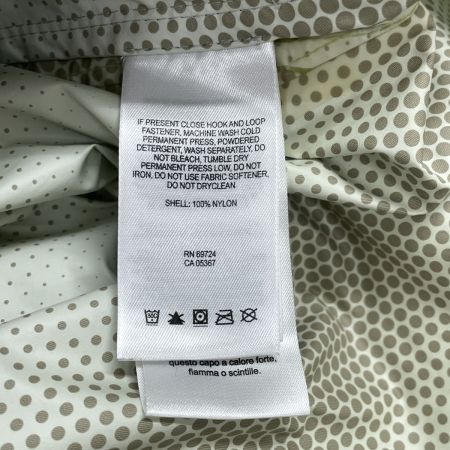 IF PRESENT CLOSE HOOK AND LOOP
FASTENER, MACHINE WASH COLD
PERMANENT PRESS, POWDERED
DETERGENT, WASH SEPARATELY, DO
NOT BLEACH, TUMBLE DRY
PERMANENT PRESS LOW, DO NOT
IRON, DO NOT USE FABRIC SOFTENER,
DO NOT DRYCLEAN
SHELL: 100% NYLON
RN 69724
CA 05367
questo capo a calore forte,
fiamma o scintille.